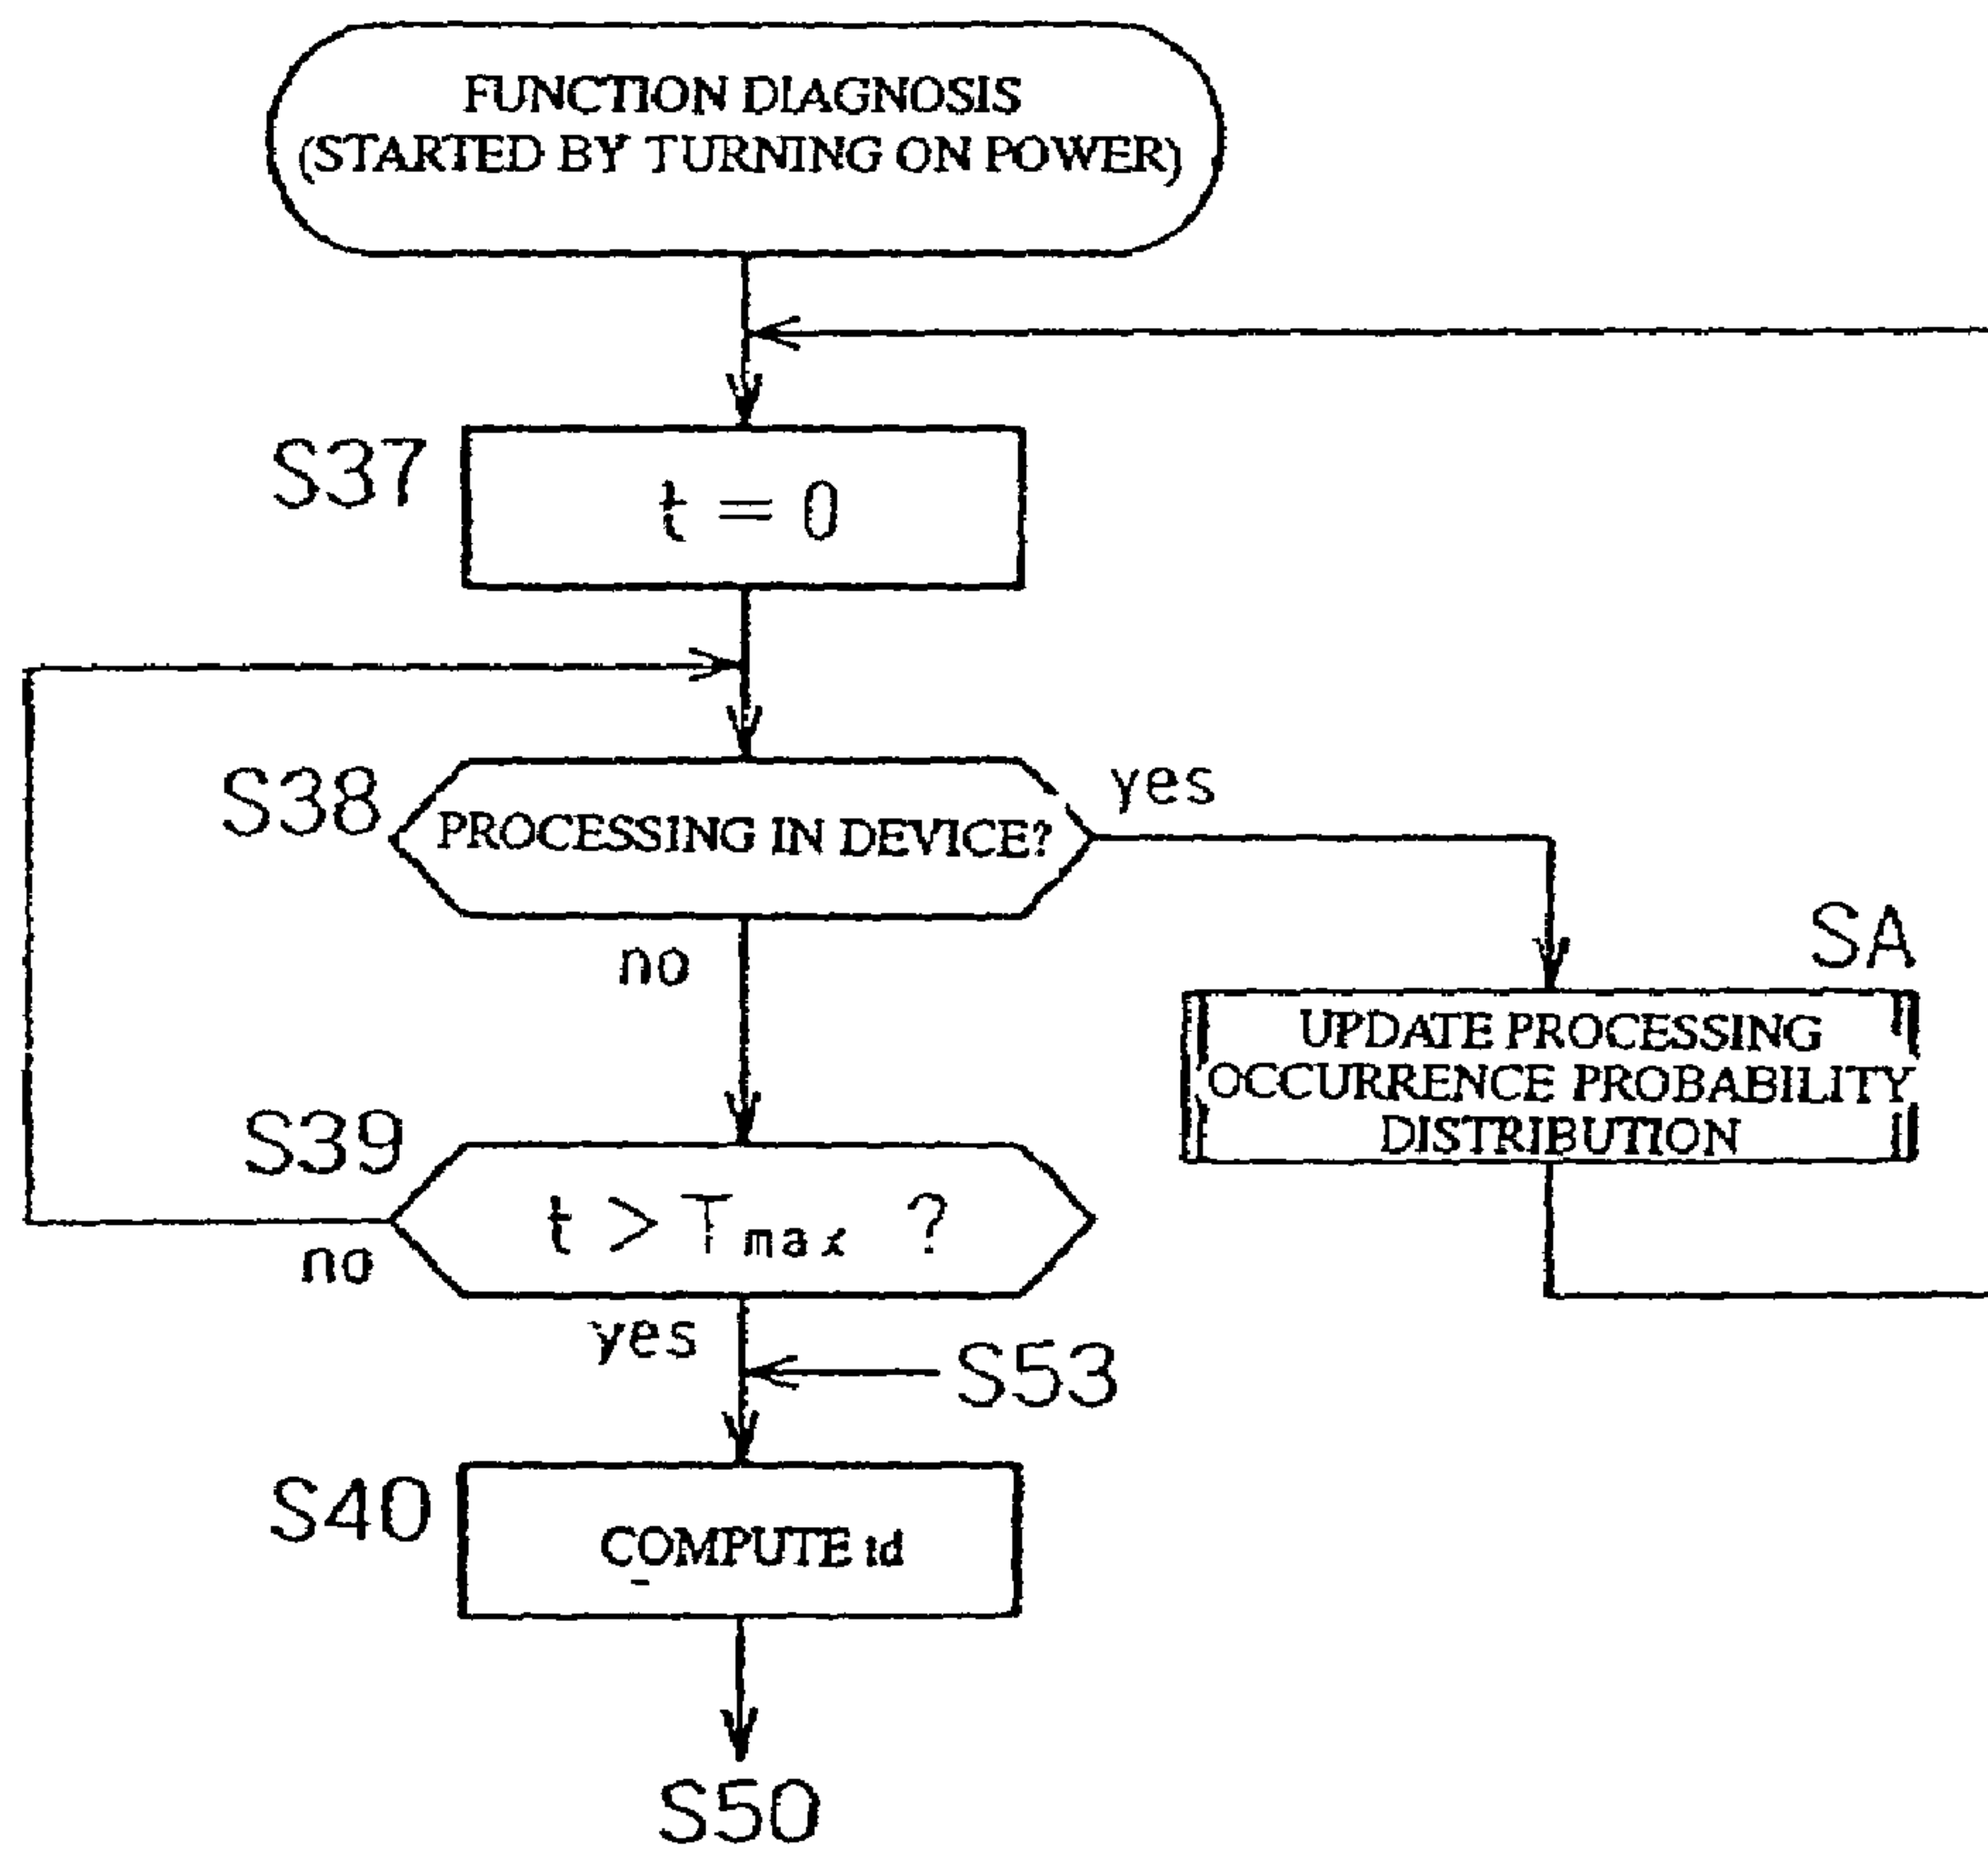 FUNCTION DIAGNOSIS
(STARTED BY TURNING ON POWER)
S37
t = 0
S38
PROCESSING IN DEVICE?
yes
no
SA
UPDATE PROCESSING
OCCURRENCE PROBABILITY
DISTRIBUTION
S39
t > Tmax ?
no
yes
S53
S40
COMPUTE td
S50